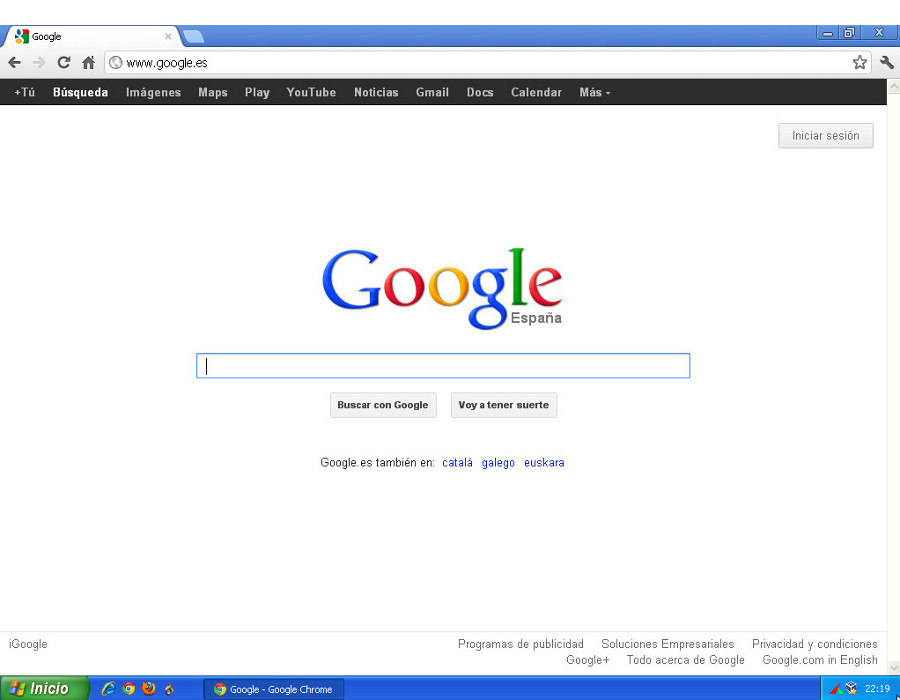 Google
www.google.es
+Tú Búsqueda Imágenes Maps Play YouTube Noticias Gmail Docs Calendar Más
Iniciar sesión
Google
España
Buscar con Google Voy a tener suerte
Google.es también en: català galego euskara
iGoogle Programas de publicidad Soluciones Empresariales Privacidad y condiciones
Google+ Todo acerca de Google Google.com in English
Inicio Google - Google Chrome 22:19